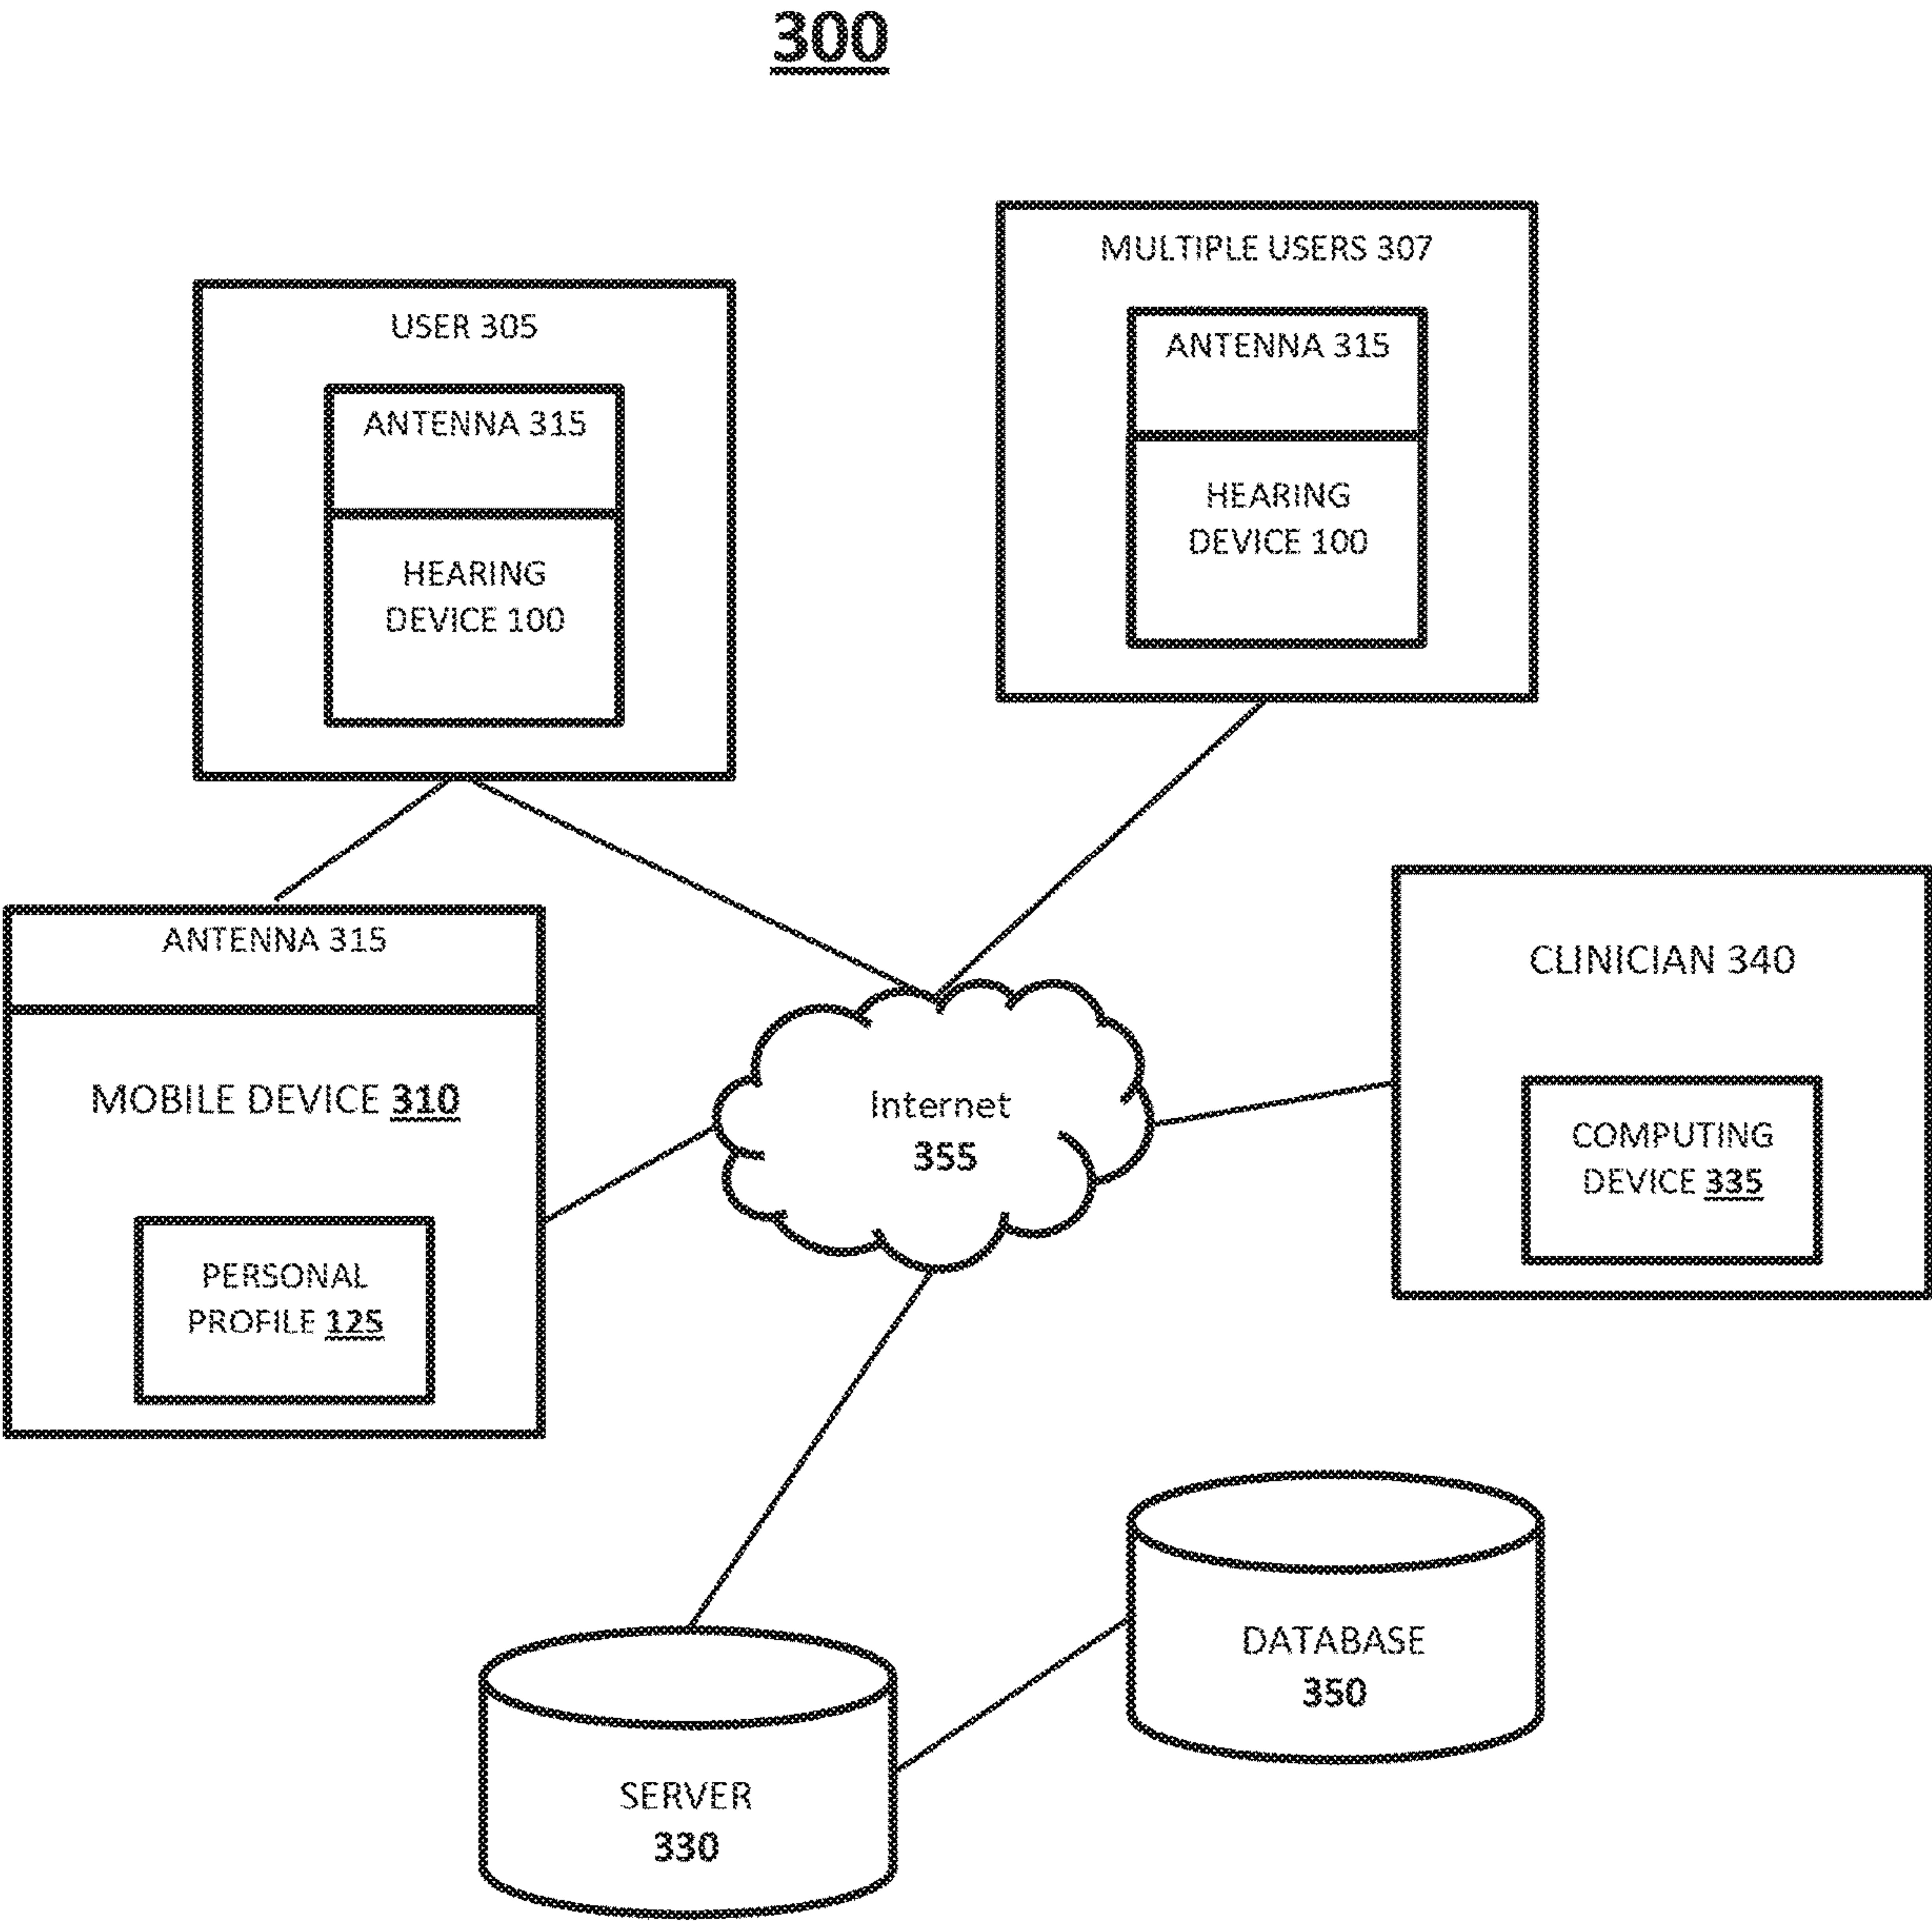 300
MULTIPLE USERS 307
ANTENNA 315
HEARING
DEVICE 100
USER 305
ANTENNA 315
HEARING
DEVICE 100
ANTENNA 315
MOBILE DEVICE 310
PERSONAL
PROFILE 125
Internet
355
CLINICIAN 340
COMPUTING
DEVICE 335
DATABASE
350
SERVER
330